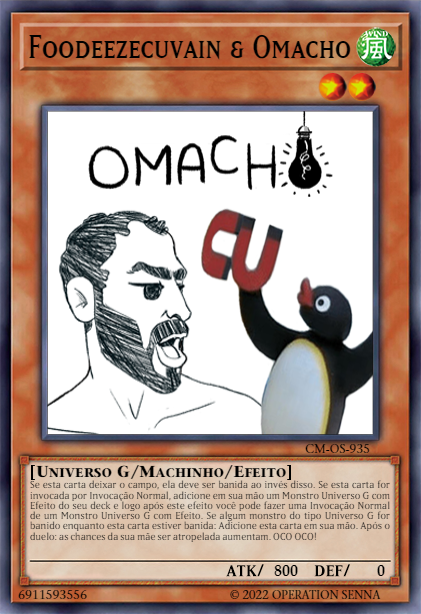 Foodeezecuvain & Omacho
WIND
風
OMACHO
CU
CM-OS-935
[Universo G/Machinho/Efeito]
Se esta carta deixar o campo, ela deve ser banida ao invés disso. Se esta carta for
invocada por Invocação Normal, adicione em sua mão um Monstro Universo G com
Efeito do seu deck e logo após este efeito você pode fazer uma Invocação Normal
de um Monstro Universo G com Efeito. Se algum monstro do tipo Universo G for
banido enquanto esta carta estiver banida: Adicione esta carta em sua mão. Após o
duelo: as chances da sua mãe ser atropelada aumentam. OCO OCO!
ATK/ 800 DEF/ 0
6911593556 © 2022 OPERATION SENNA